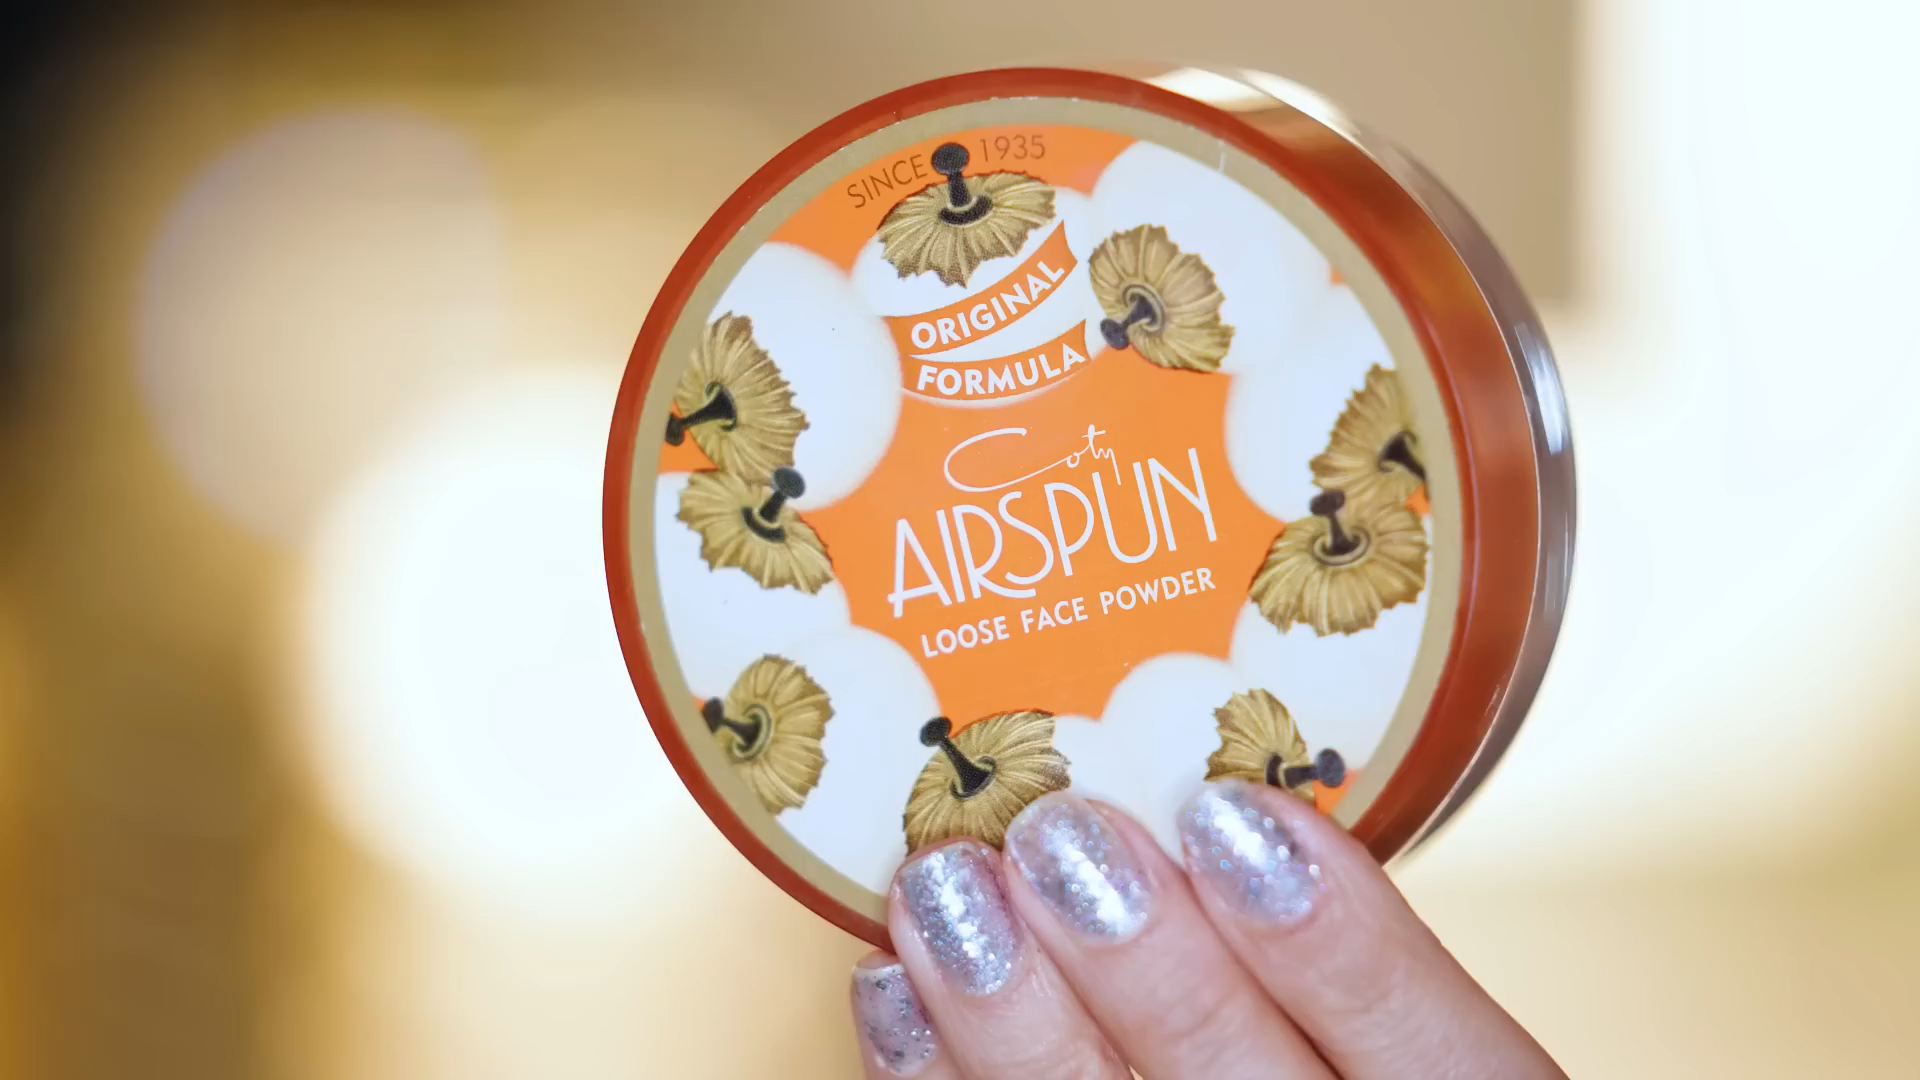 SINCE 1935
ORIGINAL
FORMULA
Coty
AIRSPUN
LOOSE FACE POWDER